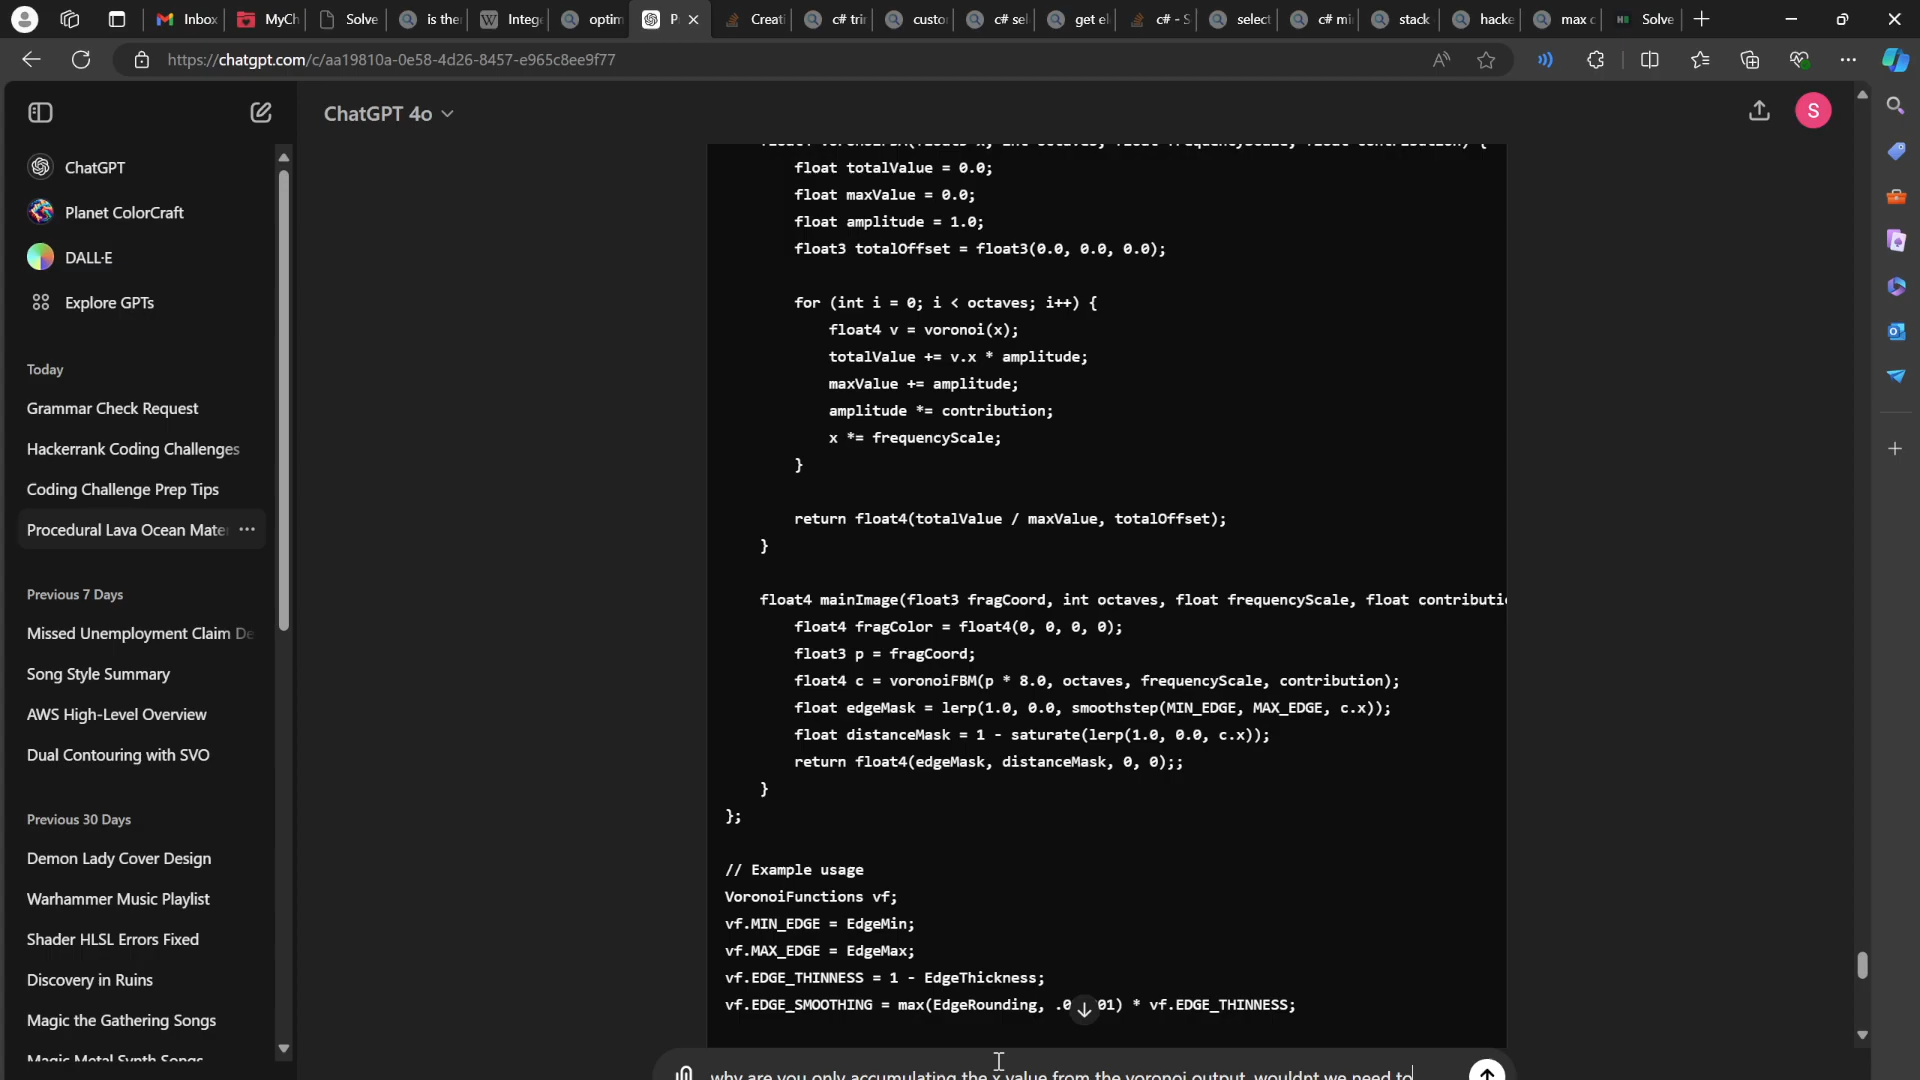 Inbox
MyCh
Solve
is the
Integ
optim
P
Creati
c# tri
custo
c# sel
get el
c# - S
select
c# mi
stack
hacke
max c
Solve
https://chatgpt.com/c/aa19810a-0e58-4d26-8457-e965c8ee9f77
ChatGPT 4o
S
ChatGPT
Planet ColorCraft
DALL·E
Explore GPTs
Today
Grammar Check Request
Hackerrank Coding Challenges
Coding Challenge Prep Tips
Procedural Lava Ocean Mate
Previous 7 Days
Missed Unemployment Claim De
Song Style Summary
AWS High-Level Overview
Dual Contouring with SVO
Previous 30 Days
Demon Lady Cover Design
Warhammer Music Playlist
Shader HLSL Errors Fixed
Discovery in Ruins
Magic the Gathering Songs
Magic Metal Synth Songs
float totalValue = 0.0;
float maxValue = 0.0;
float amplitude = 1.0;
float3 totalOffset = float3(0.0, 0.0, 0.0);
for (int i = 0; i < octaves; i++) {
float4 v = voronoi(x);
totalValue += v.x * amplitude;
maxValue += amplitude;
amplitude *= contribution;
x *= frequencyScale;
}
return float4(totalValue / maxValue, totalOffset);
}
float4 mainImage(float3 fragCoord, int octaves, float frequencyScale, float contributi
float4 fragColor = float4(0, 0, 0, 0);
float3 p = fragCoord;
float4 c = voronoiFBM(p * 8.0, octaves, frequencyScale, contribution);
float edgeMask = lerp(1.0, 0.0, smoothstep(MIN_EDGE, MAX_EDGE, c.x));
float distanceMask = 1 - saturate(lerp(1.0, 0.0, c.x));
return float4(edgeMask, distanceMask, 0, 0);;
}
};
// Example usage
VoronoiFunctions vf;
vf.MIN_EDGE = EdgeMin;
vf.MAX_EDGE = EdgeMax;
vf.EDGE_THINNESS = 1 - EdgeThickness;
vf.EDGE_SMOOTHING = max(EdgeRounding, .0 01) * vf.EDGE_THINNESS;
why are you only accumulating the x value from the voronoi output, wouldnt we need to